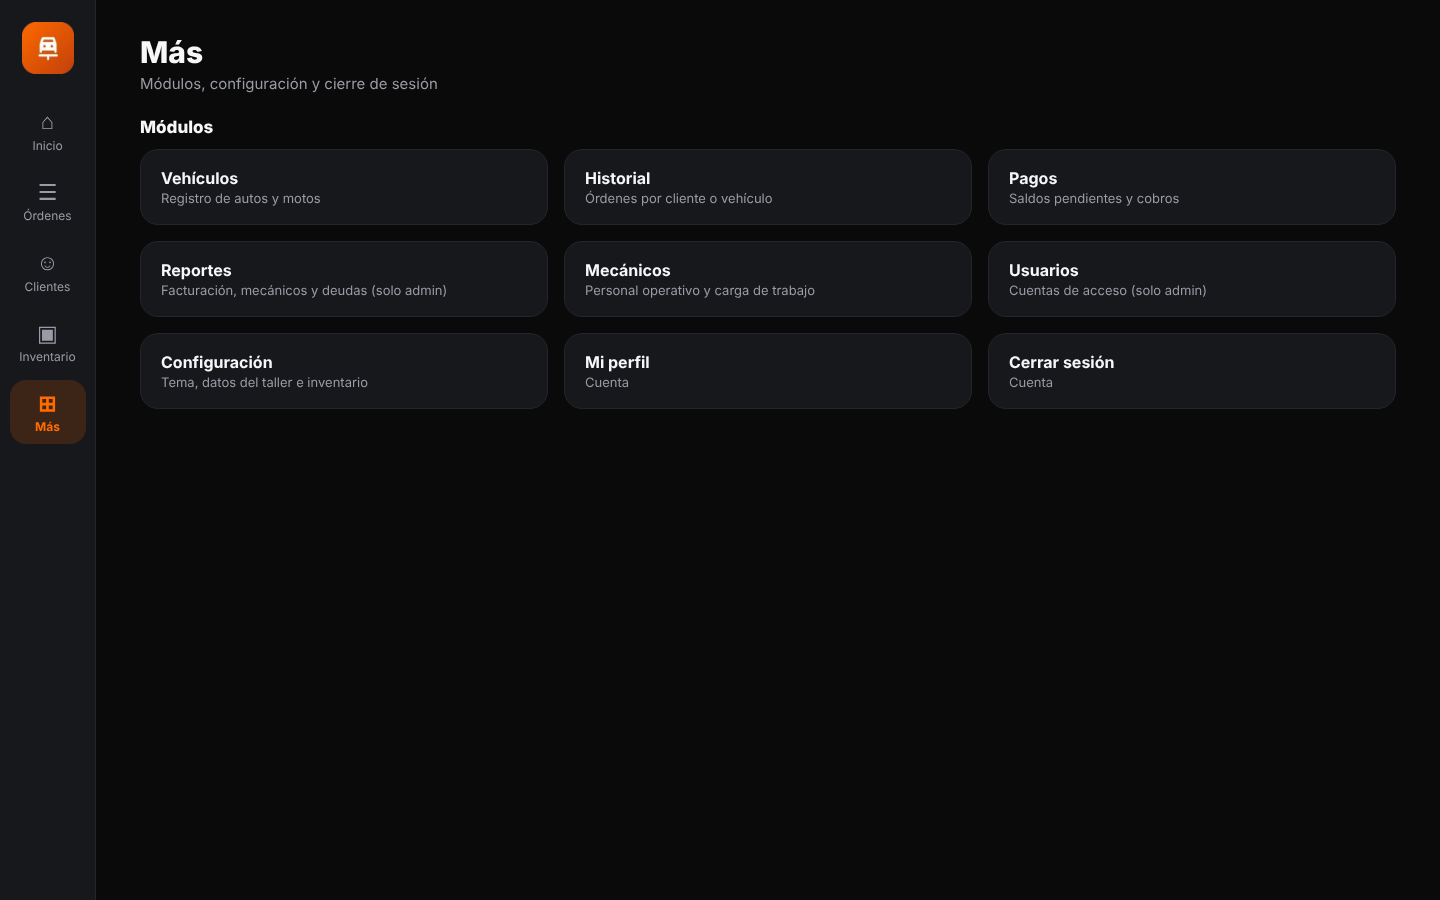 Más
Módulos, configuración y cierre de sesión
Inicio
Órdenes
Clientes
Inventario
Más
Módulos
Vehículos
Registro de autos y motos
Historial
Órdenes por cliente o vehículo
Pagos
Saldos pendientes y cobros
Reportes
Facturación, mecánicos y deudas (solo admin)
Mecánicos
Personal operativo y carga de trabajo
Usuarios
Cuentas de acceso (solo admin)
Configuración
Tema, datos del taller e inventario
Mi perfil
Cuenta
Cerrar sesión
Cuenta